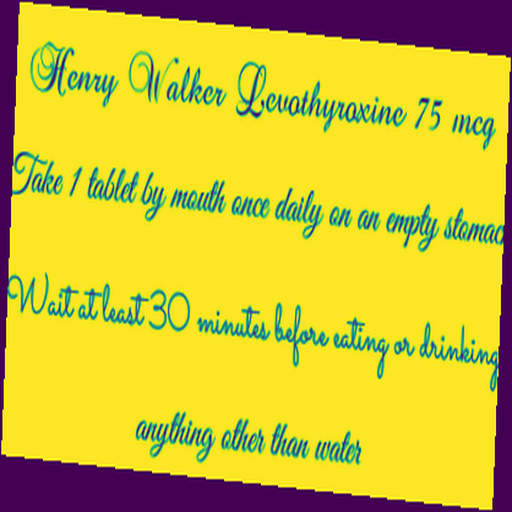 Henry Walker Levothyroxine 75 mcg
Take 1 tablet by mouth once daily on an empty stomac
Wait at least 30 minutes before eating or drinking
anything other than water